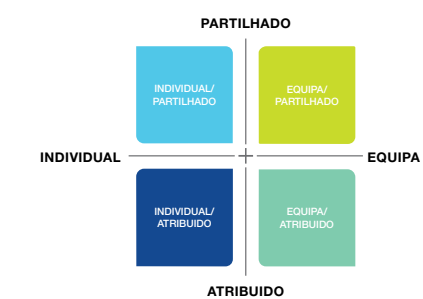 PARTILHADO
INDIVIDUAL/
PARTILHADO
EQUIPA/
PARTILHADO
INDIVIDUAL
EQUIPA
INDIVIDUAL/
ATRIBUIDO
EQUIPA/
ATRIBUIDO
ATRIBUIDO